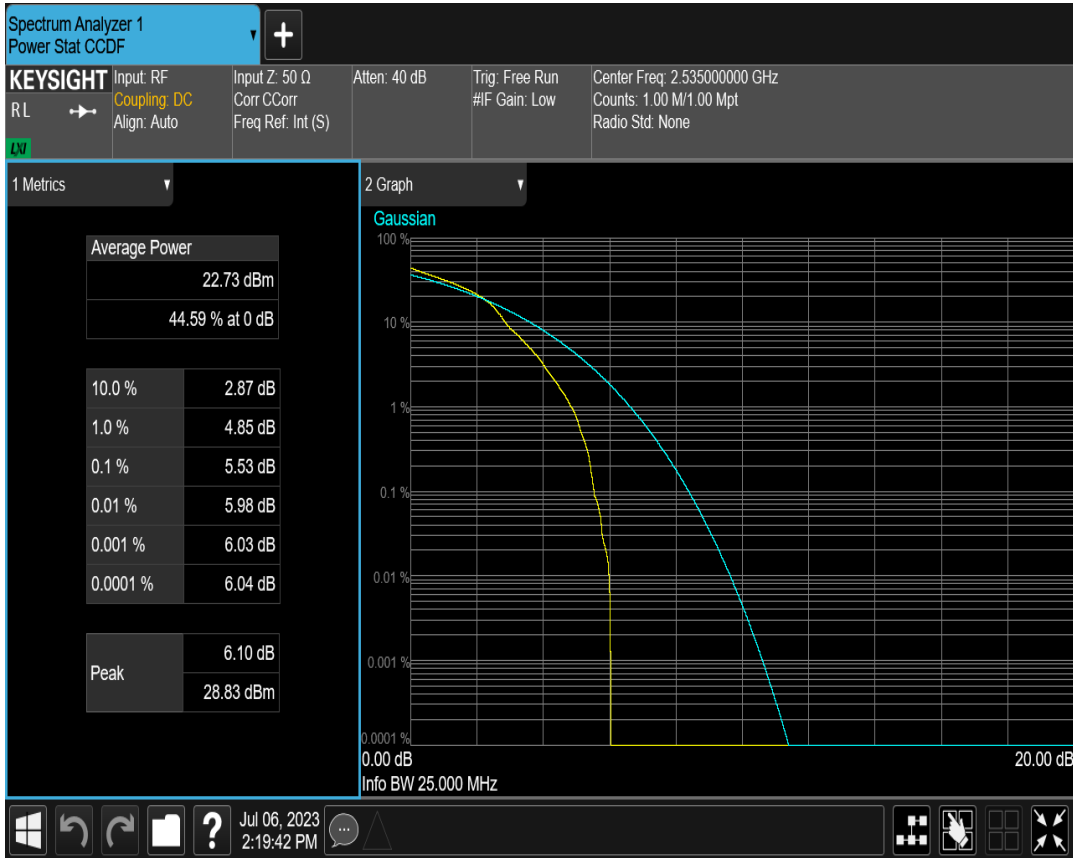 Spectrum Analyzer 1
Power Stat CCDF
KEYSIGHT
RL
LXI
Input: RF
Coupling: DC
Align: Auto
Input Z: 50 Ω
Corr CCorr
Freq Ref: Int (S)
Atten: 40 dB
Trig: Free Run
#IF Gain: Low
Center Freq: 2.535000000 GHz
Counts: 1.00 M/1.00 Mpt
Radio Std: None
1 Metrics
Average Power
22.73 dBm
44.59 % at 0 dB
10.0 % 2.87 dB
1.0 % 4.85 dB
0.1 % 5.53 dB
0.01 % 5.98 dB
0.001 % 6.03 dB
0.0001 % 6.04 dB
Peak
6.10 dB
28.83 dBm
2 Graph
Gaussian
100 %
10 %
1 %
0.1 %
0.01 %
0.001 %
0.0001 %
0.00 dB 20.00 dB
Info BW 25.000 MHz
?
Jul 06, 2023
2:19:42 PM